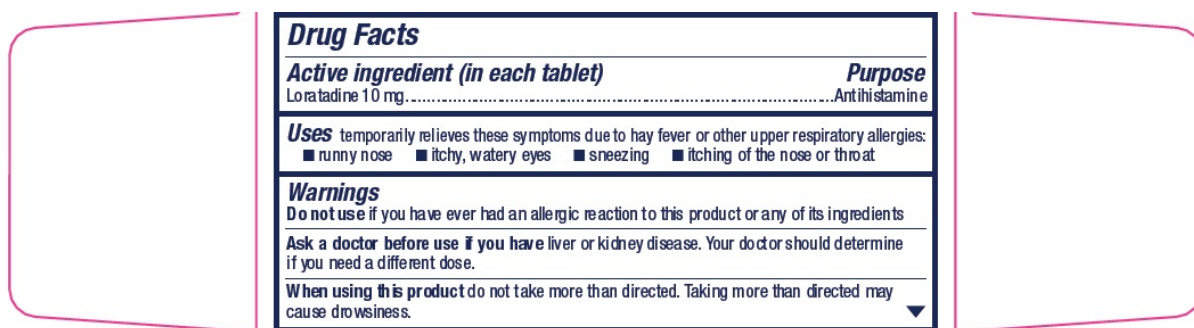 Drug Facts
Active ingredient (in each tablet) Purpose
Loratadine 10 mg..........................................................................................Antihistamine
Uses temporarily relieves these symptoms due to hay fever or other upper respiratory allergies:
■ runny nose ■ itchy, watery eyes ■ sneezing ■ itching of the nose or throat
Warnings
Do not use if you have ever had an allergic reaction to this product or any of its ingredients
Ask a doctor before use if you have liver or kidney disease. Your doctor should determine
if you need a different dose.
When using this product do not take more than directed. Taking more than directed may
cause drowsiness.